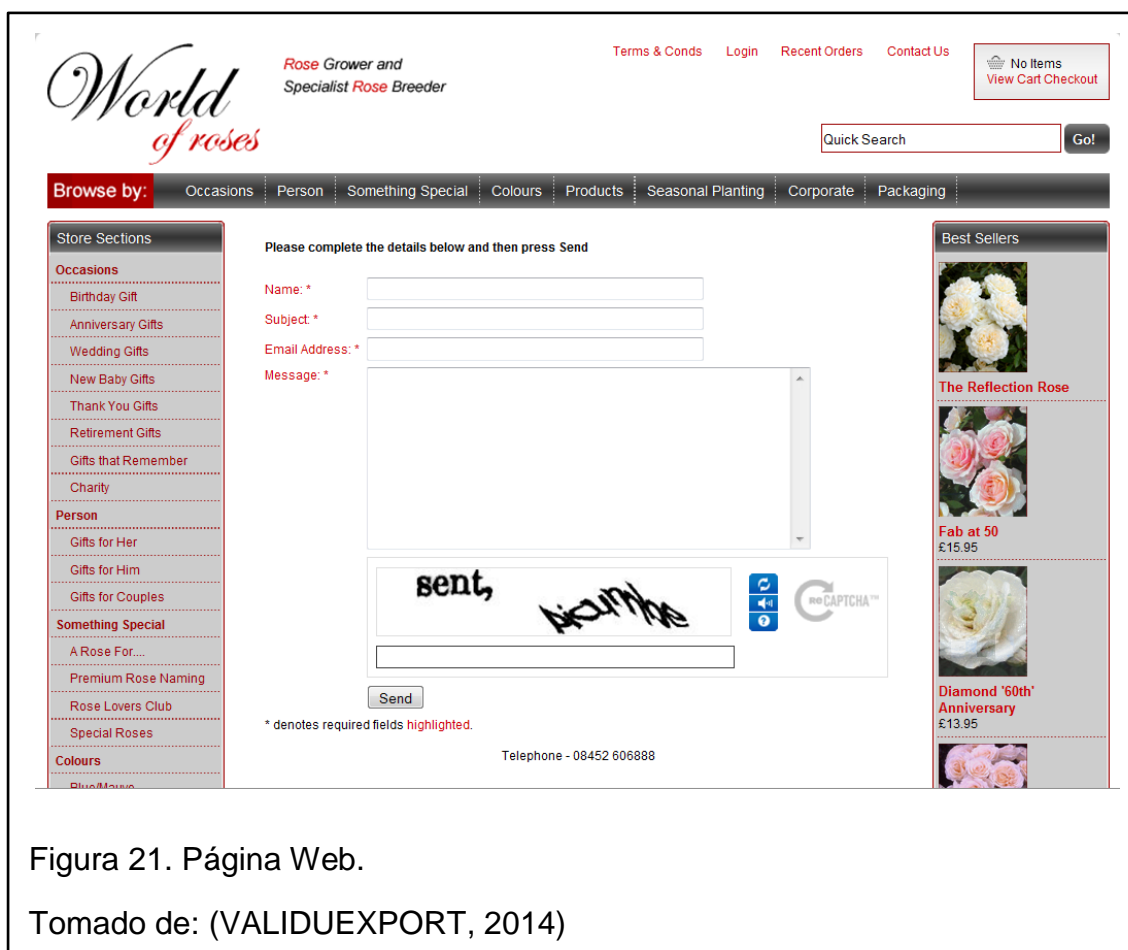 World
of roses
Rose Grower and
Specialist Rose Breeder
Terms & Conds Login Recent Orders Contact Us
No Items
View Cart Checkout
Quick Search Go!
Browse by: Occasions Person Something Special Colours Products Seasonal Planting Corporate Packaging
Store Sections
Occasions
Birthday Gift
Anniversary Gifts
Wedding Gifts
New Baby Gifts
Thank You Gifts
Retirement Gifts
Gifts that Remember
Charity
Person
Gifts for Her
Gifts for Him
Gifts for Couples
Something Special
A Rose For....
Premium Rose Naming
Rose Lovers Club
Special Roses
Colours
Blue/Mauve
Please complete the details below and then press Send
Name: *
Subject: *
Email Address: *
Message: *
sent, picumbe
? reCAPTCHA™
Send
* denotes required fields highlighted.
Telephone - 08452 606888
Best Sellers
The Reflection Rose
Fab at 50
£15.95
Diamond '60th'
Anniversary
£13.95
Figura 21. Página Web.
Tomado de: (VALIDUEXPORT, 2014)